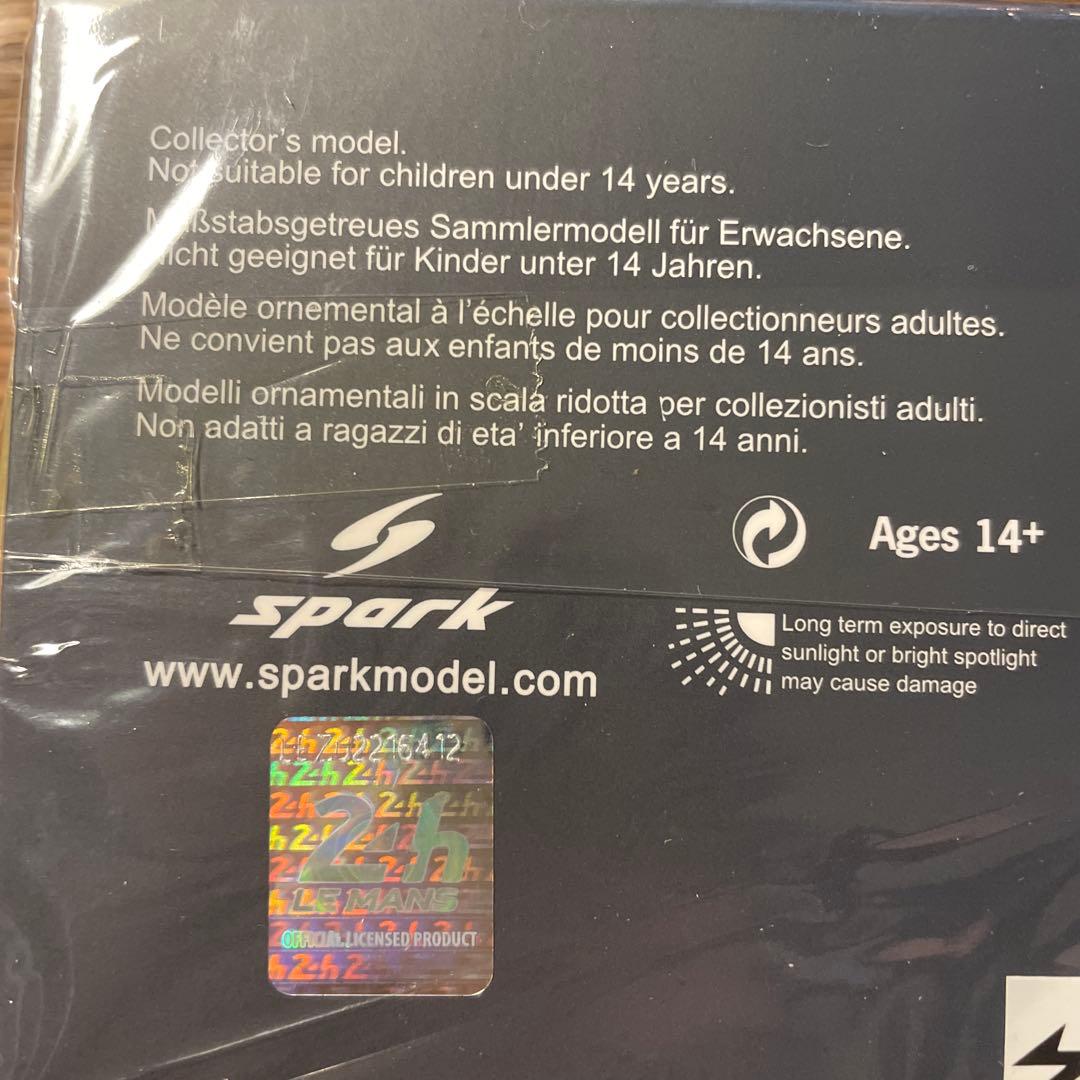 Collector's model.
Not suitable for children under 14 years.
Maßstabsgetreues Sammlermodell für Erwachsene.
Nicht geeignet für Kinder unter 14 Jahren.
Modèle ornemental à l'échelle pour collectionneurs adultes.
Ne convient pas aux enfants de moins de 14 ans.
Modelli ornamentali in scala ridotta per collezionisti adulti.
Non adatti a ragazzi di eta' inferiore a 14 anni.
Ages 14+
spark
www.sparkmodel.com
Long term exposure to direct
sunlight or bright spotlight
may cause damage
24h
LE MANS
OFFICIAL LICENSED PRODUCT